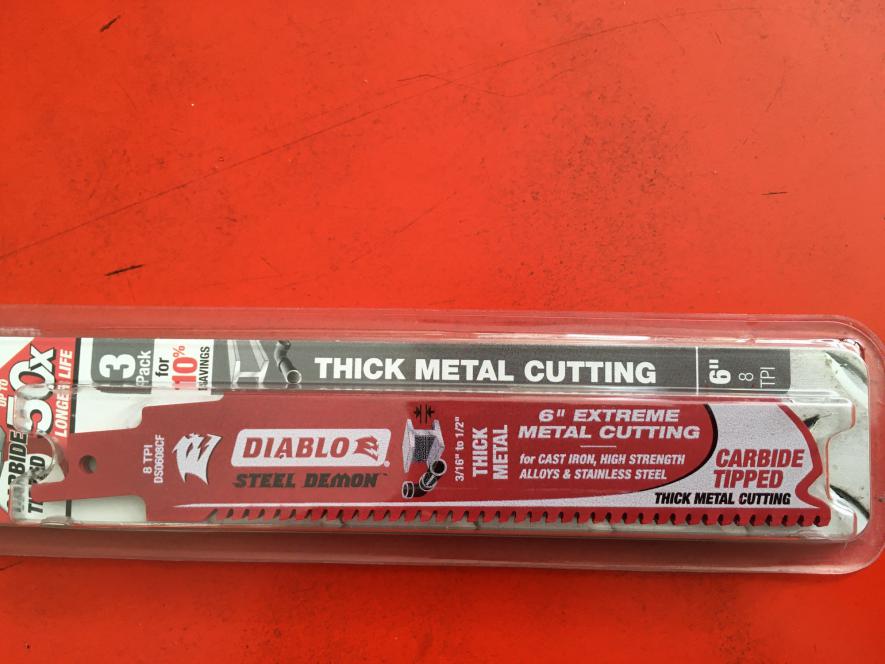 UP TO
50X
LONGER LIFE
CARBIDE
TIPPED
3
Pack
for
10%
SAVINGS
THICK METAL CUTTING
6"
8
TPI
8 TPI
DS0608CF
DIABLO
STEEL DEMON
3/16" to 1/2"
THICK
METAL
6" EXTREME
METAL CUTTING
for CAST IRON, HIGH STRENGTH
ALLOYS & STAINLESS STEEL
CARBIDE
TIPPED
THICK METAL CUTTING